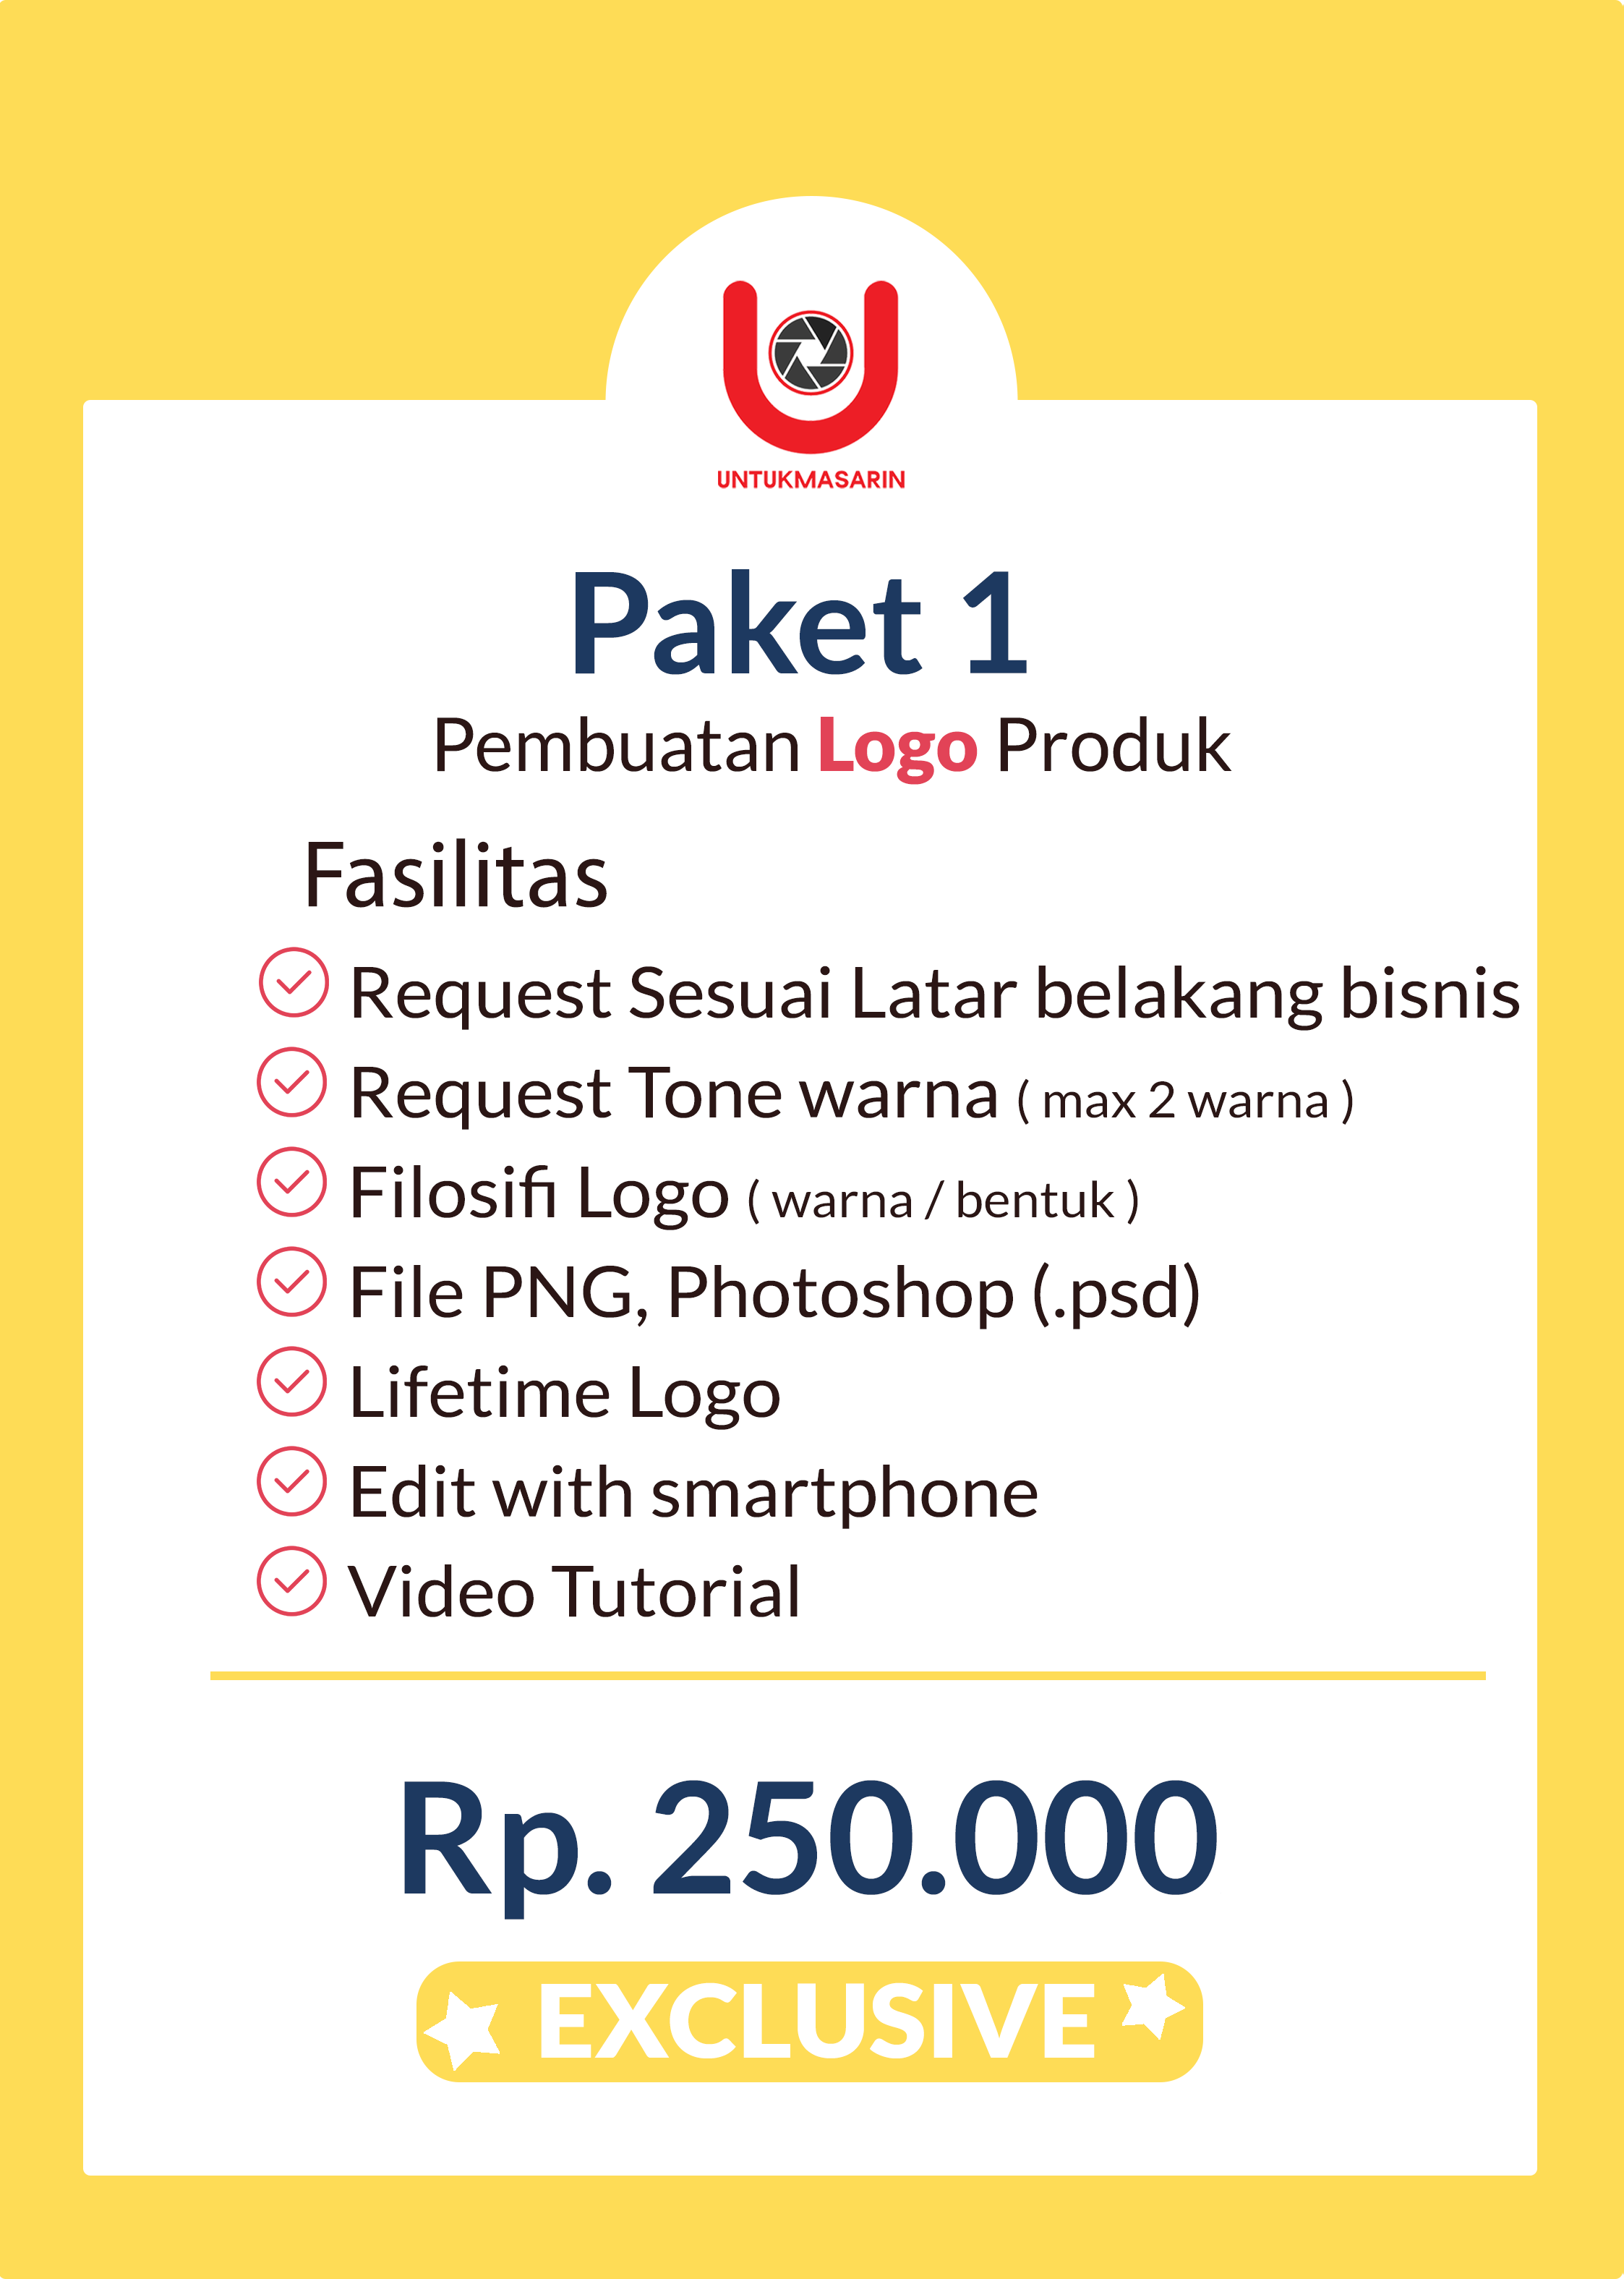 UNTUKMASARIN
Paket 1
Pembuatan Logo Produk
Fasilitas
Request Sesuai Latar belakang bisnis
Request Tone warna ( max 2 warna )
Filosifi Logo ( warna / bentuk )
File PNG, Photoshop (.psd)
Lifetime Logo
Edit with smartphone
Video Tutorial
Rp. 250.000
EXCLUSIVE